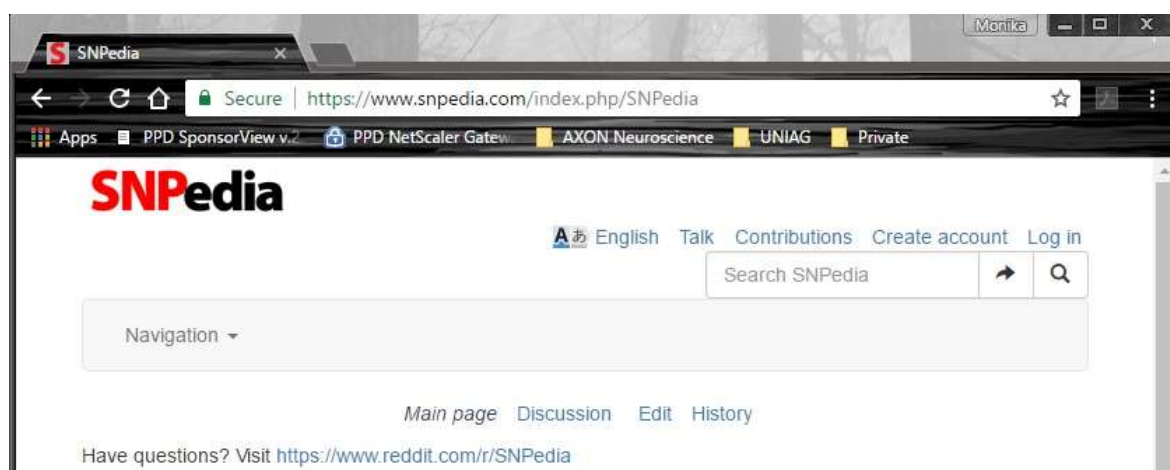 Monika
SNPedia
Secure | https://www.snpedia.com/index.php/SNPedia
Apps PPD SponsorView v.2 PPD NetScaler Gatew AXON Neuroscience UNIAG Private
SNPedia
Aあ English Talk Contributions Create account Log in
Search SNPedia
Navigation
Main page Discussion Edit History
Have questions? Visit https://www.reddit.com/r/SNPedia